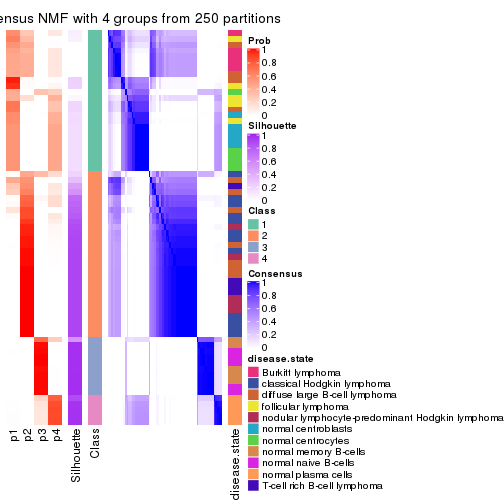 ensus NMF with 4 groups from 250 partitions
Prob
1
0.8
0.6
0.4
0.2
0
Silhouette
1
0.8
0.6
0.4
0.2
0
Class
1
2
3
4
Consensus
1
0.8
0.6
0.4
0.2
0
disease.state
Burkitt lymphoma
classical Hodgkin lymphoma
diffuse large B-cell lymphoma
follicular lymphoma
nodular lymphocyte-predominant Hodgkin lymphoma
normal centroblasts
normal centrocytes
normal memory B-cells
normal naive B-cells
normal plasma cells
T-cell rich B-cell lymphoma
p1
p2
p3
p4
Silhouette
Class
disease.state